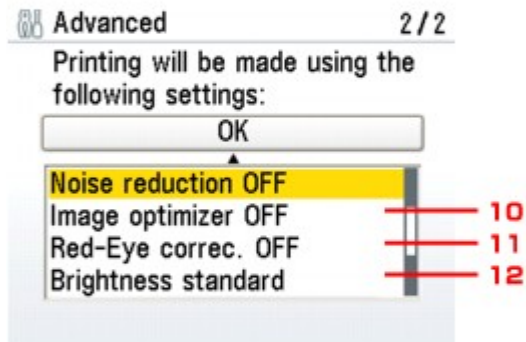 Advanced 2/2
Printing will be made using the
following settings:
OK
Noise reduction OFF
Image optimizer OFF 10
Red-Eye correc. OFF 11
Brightness standard 12